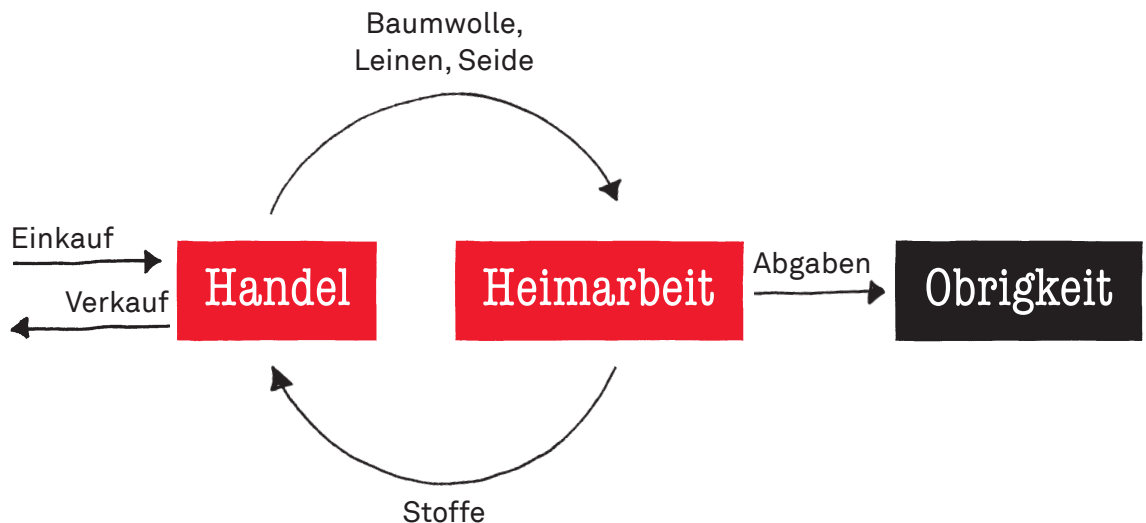 Baumwolle,
Leinen, Seide
Einkauf
Verkauf
Handel
Heimarbeit
Abgaben
Obrigkeit
Stoffe